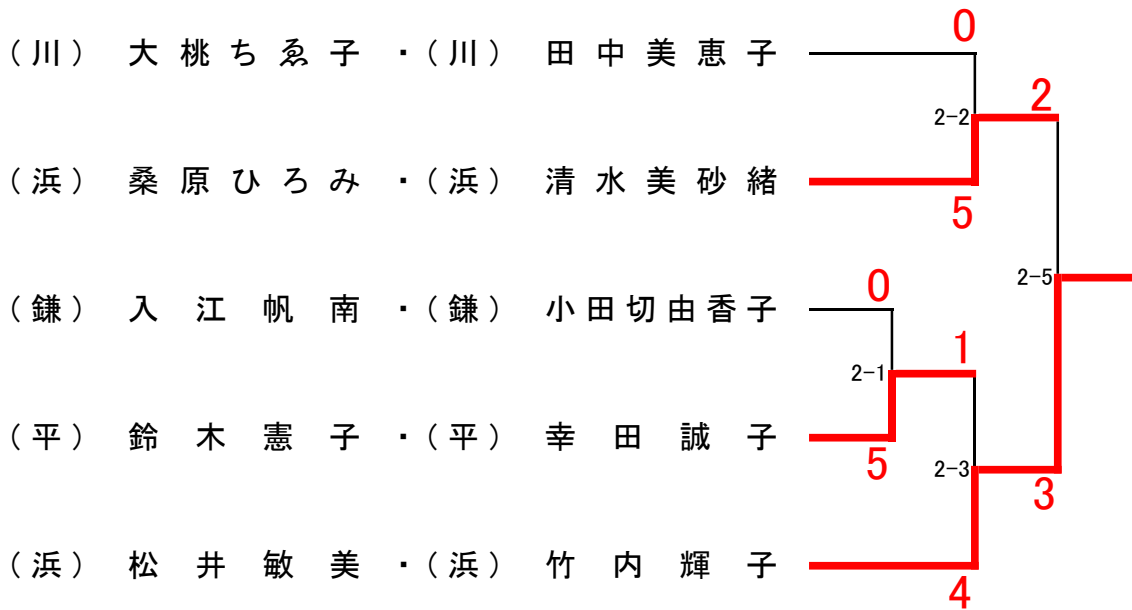 0
(川) 大桃ちゑ子 ・(川) 田中美恵子
2
2-2
(浜) 桑原ひろみ ・(浜) 清水美砂緒
5
2-5
0
(鎌) 入江帆南 ・(鎌) 小田切由香子
1
2-1
(平) 鈴木憲子 ・(平) 幸田誠子
5
2-3
3
(浜) 松井敏美 ・(浜) 竹内輝子
4